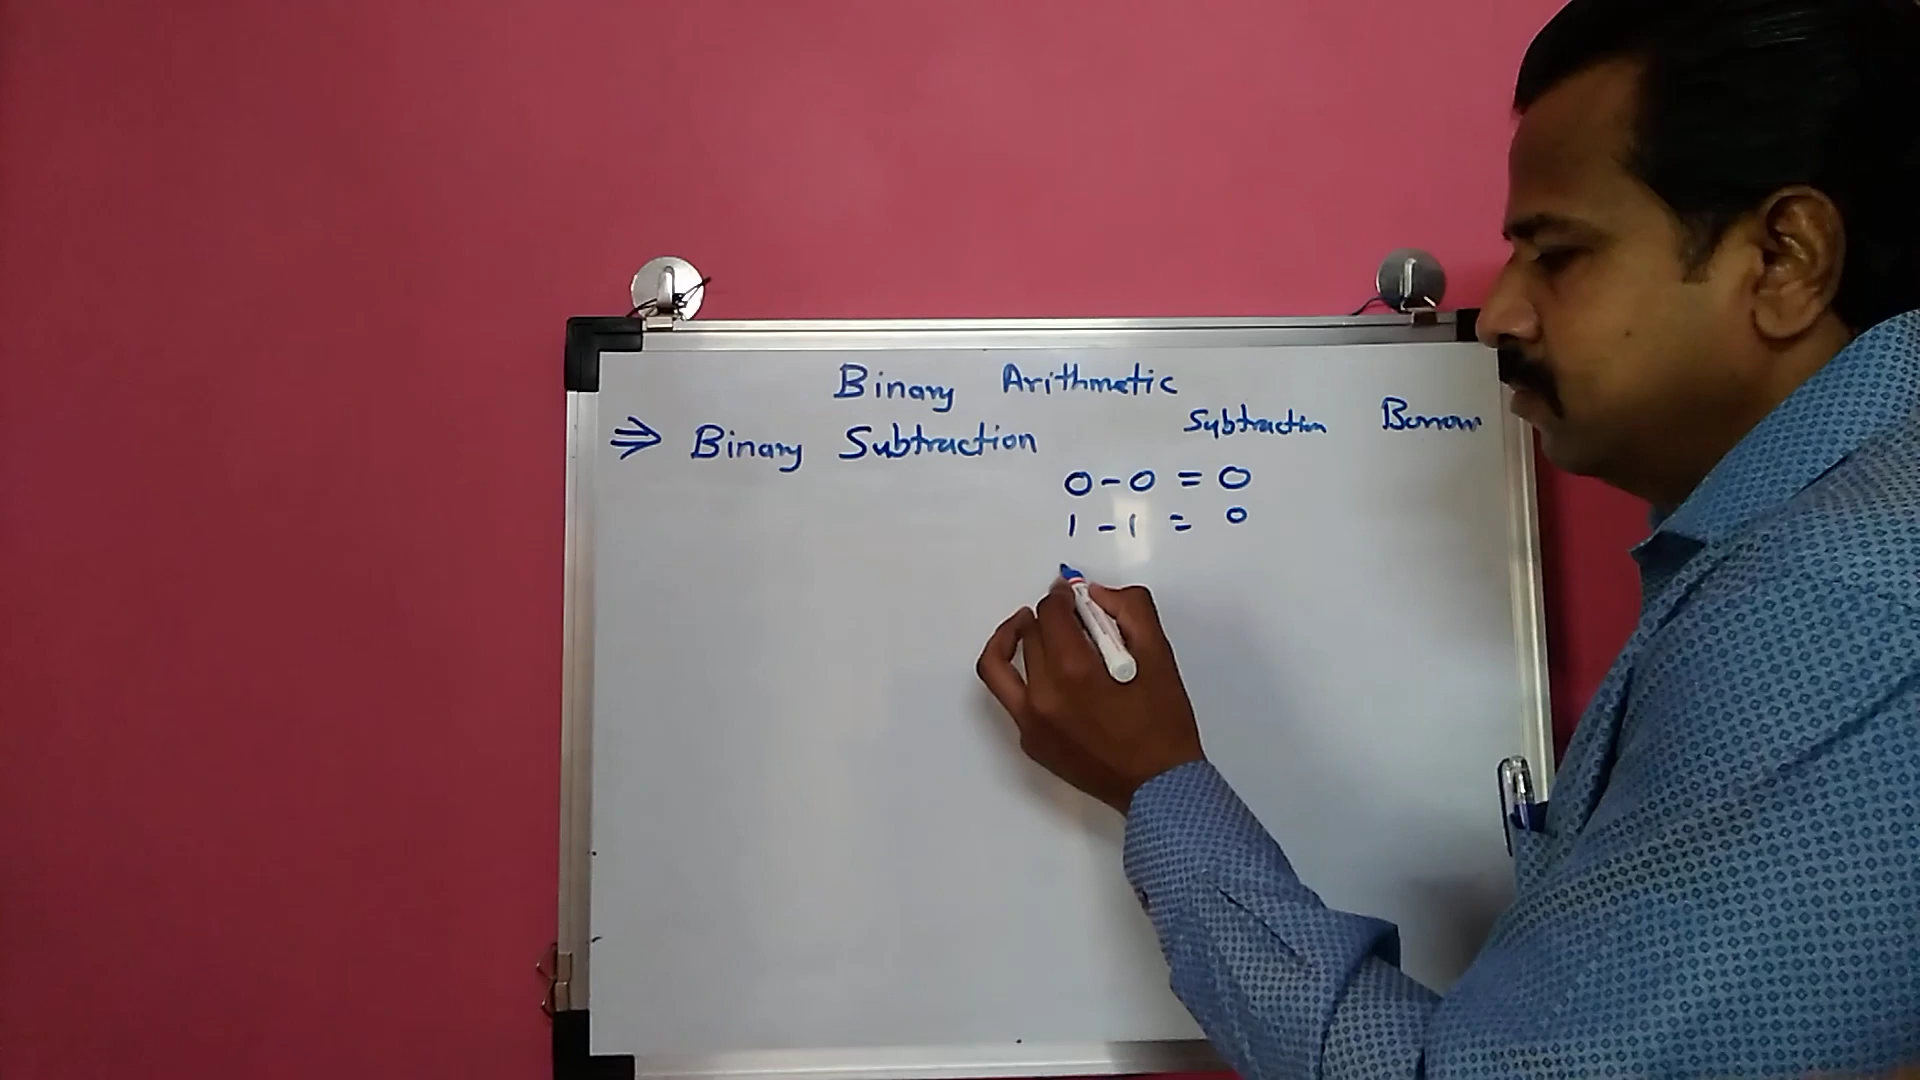 Binary Arithmetic
Subtraction Borrow
⇒ Binary Subtraction
0 - 0 = 0
1 - 1 = 0